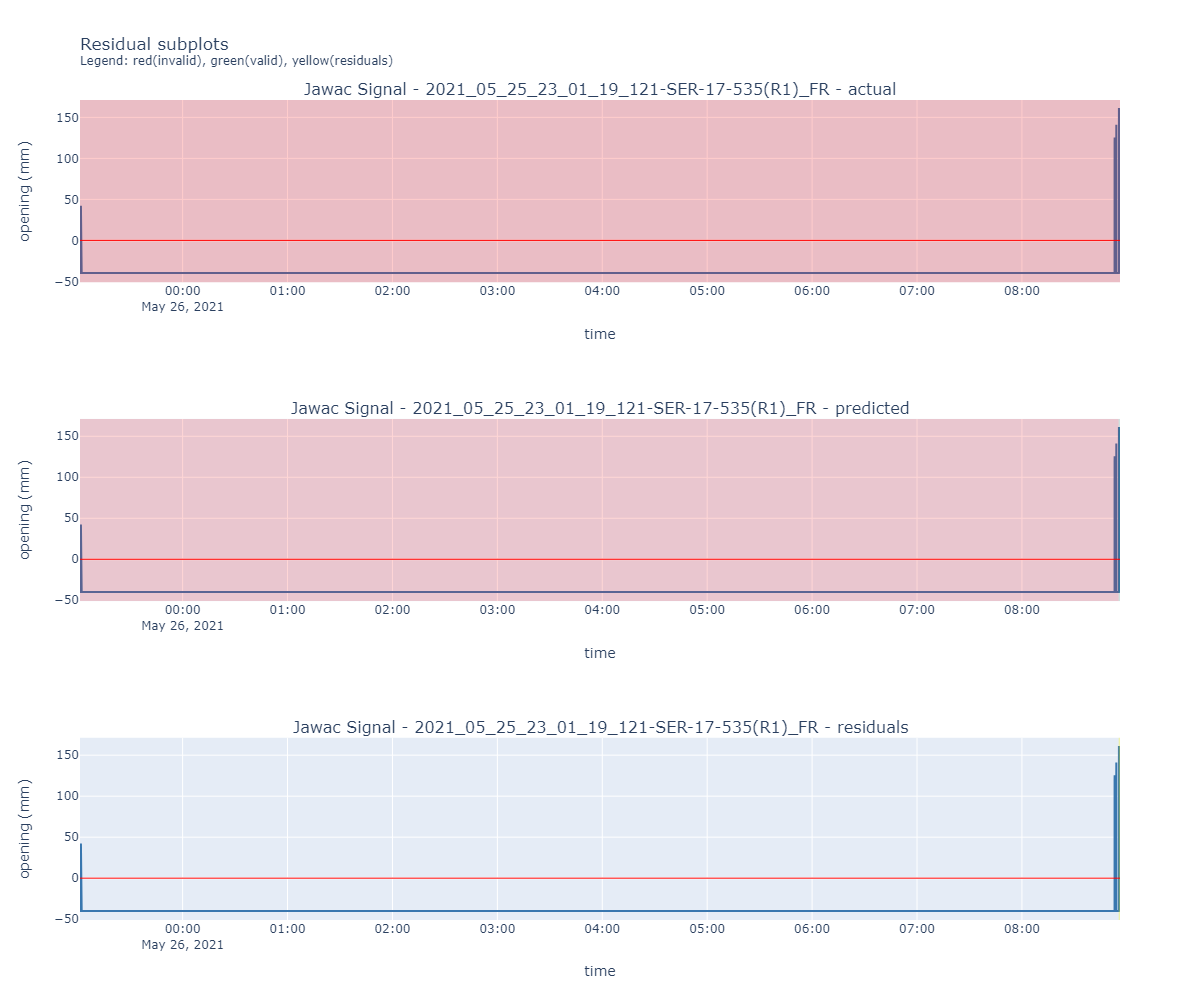 Residual subplots
Legend: red(invalid), green(valid), yellow(residuals)
Jawac Signal - 2021_05_25_23_01_19_121-SER-17-535(R1)_FR - actual
150
100
50
0
−50
opening (mm)
00:00 01:00 02:00 03:00 04:00 05:00 06:00 07:00 08:00
May 26, 2021
time
Jawac Signal - 2021_05_25_23_01_19_121-SER-17-535(R1)_FR - predicted
150
100
50
0
−50
opening (mm)
00:00 01:00 02:00 03:00 04:00 05:00 06:00 07:00 08:00
May 26, 2021
time
Jawac Signal - 2021_05_25_23_01_19_121-SER-17-535(R1)_FR - residuals
150
100
50
0
−50
opening (mm)
00:00 01:00 02:00 03:00 04:00 05:00 06:00 07:00 08:00
May 26, 2021
time